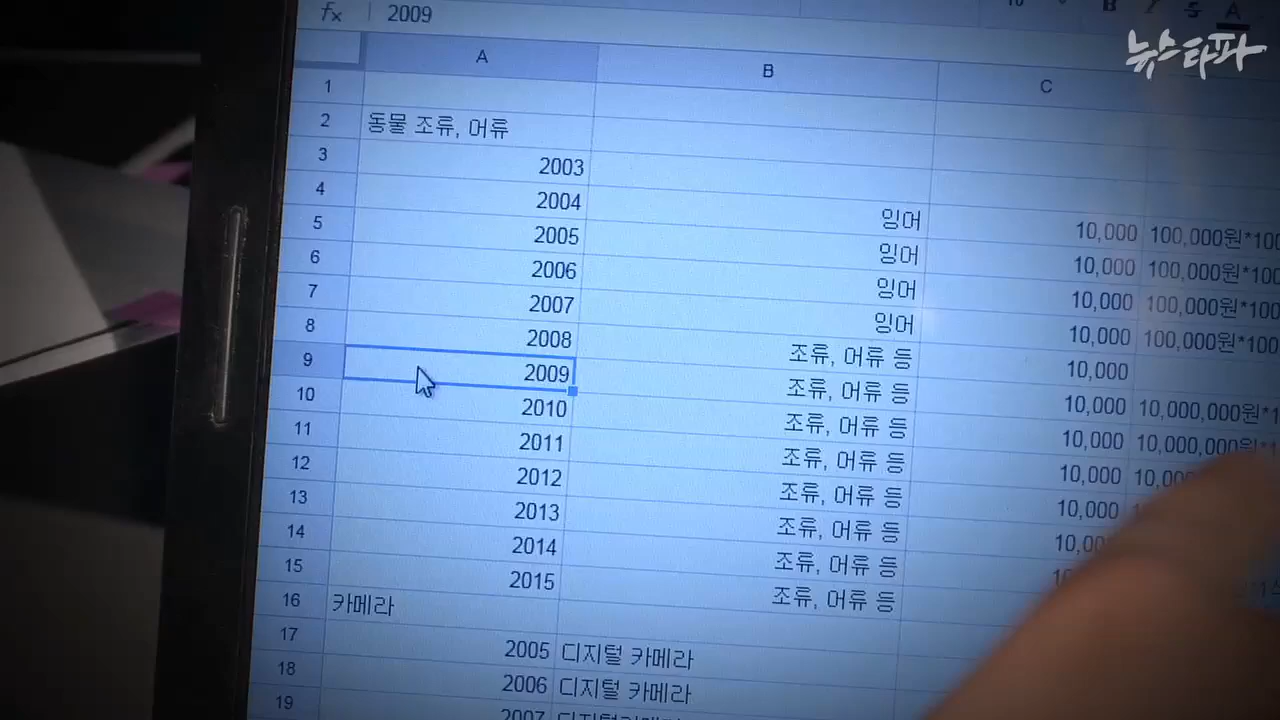 뉴스타파
fx 2009
A B C
1
2 동물 조류, 어류
3 2003
4 2004 잉어 10,000 100,000원*100
5 2005 잉어 10,000 100,000원*100
6 2006 잉어 10,000 100,000원*100
7 2007 잉어 10,000 100,000원*100
8 2008 조류, 어류 등 10,000
9 2009 조류, 어류 등 10,000 10,000,000원*1
10 2010 조류, 어류 등 10,000 10,000,000원*1
11 2011 조류, 어류 등 10,000
12 2012 조류, 어류 등 10,000
13 2013 조류, 어류 등
14 2014 조류, 어류 등
15 2015 조류, 어류 등
16 카메라
17 2005 디지털 카메라
18 2006 디지털 카메라
19 2007